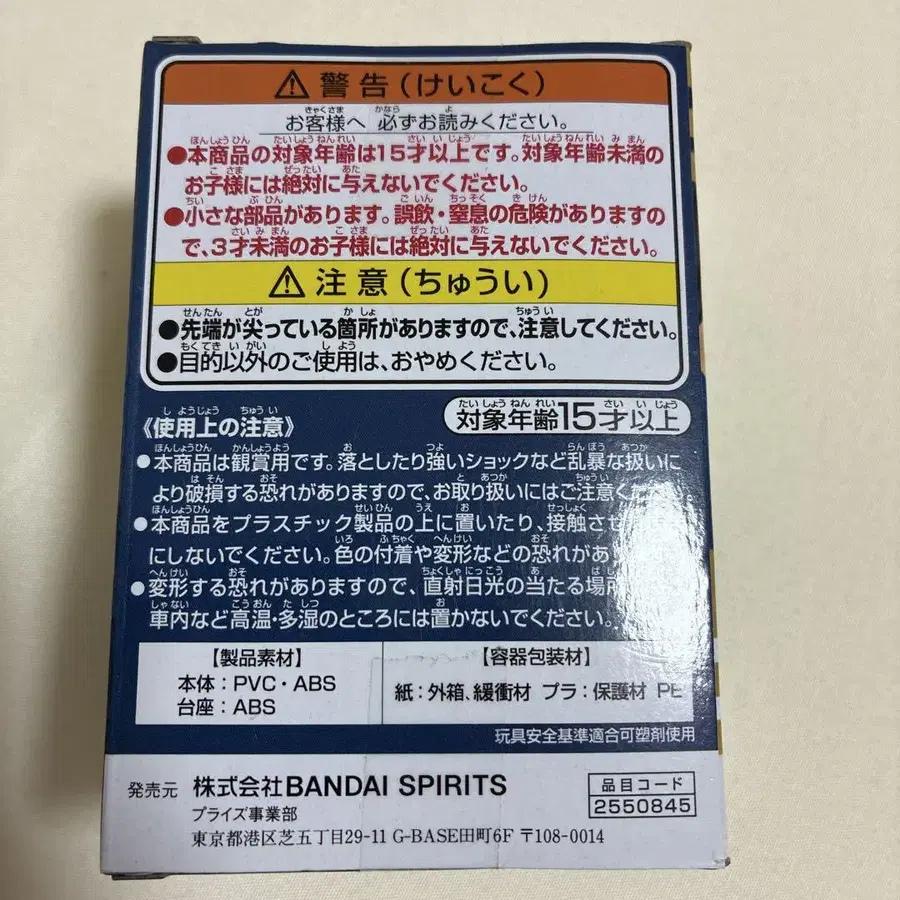 ⚠警告(けいこく)
お客様へ 必ずお読みください。
●本商品の対象年齢は15才以上です。対象年齢未満の
お子様には絶対に与えないでください。
●小さな部品があります。誤飲・窒息の危険がありますの
で、3才未満のお子様には絶対に与えないでください。
⚠注意(ちゅうい)
●先端が尖っている箇所がありますので、注意してください。
●目的以外のご使用は、おやめください。
対象年齢15才以上
《使用上の注意》
●本商品は観賞用です。落としたり強いショックなど乱暴な扱いに
より破損する恐れがありますので、お取り扱いにはご注意くだ
●本商品をプラスチック製品の上に置いたり、接触させ
にしないでください。色の付着や変形などの恐れがあり
●変形する恐れがありますので、直射日光の当たる場所
車内など高温・多湿のところには置かないでください。
【製品素材】
本体:PVC・ABS
台座:ABS
【容器包装材】
紙:外箱、緩衝材 プラ:保護材 PE
玩具安全基準適合可塑剤使用
発売元 株式会社BANDAI SPIRITS
プライズ事業部
東京都港区芝五丁目29-11 G-BASE田町6F 〒108-0014
品目コード
2550845